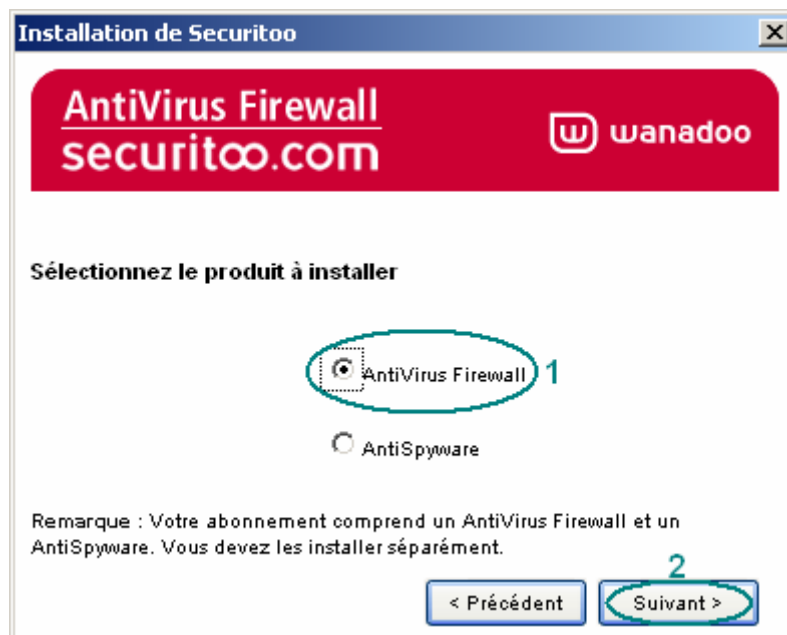 Installation de Securitoo
AntiVirus Firewall
securitoo.com
wanadoo
Sélectionnez le produit à installer
AntiVirus Firewall 1
AntiSpyware
Remarque : Votre abonnement comprend un AntiVirus Firewall et un
AntiSpyware. Vous devez les installer séparément.
2
< Précédent
Suivant >